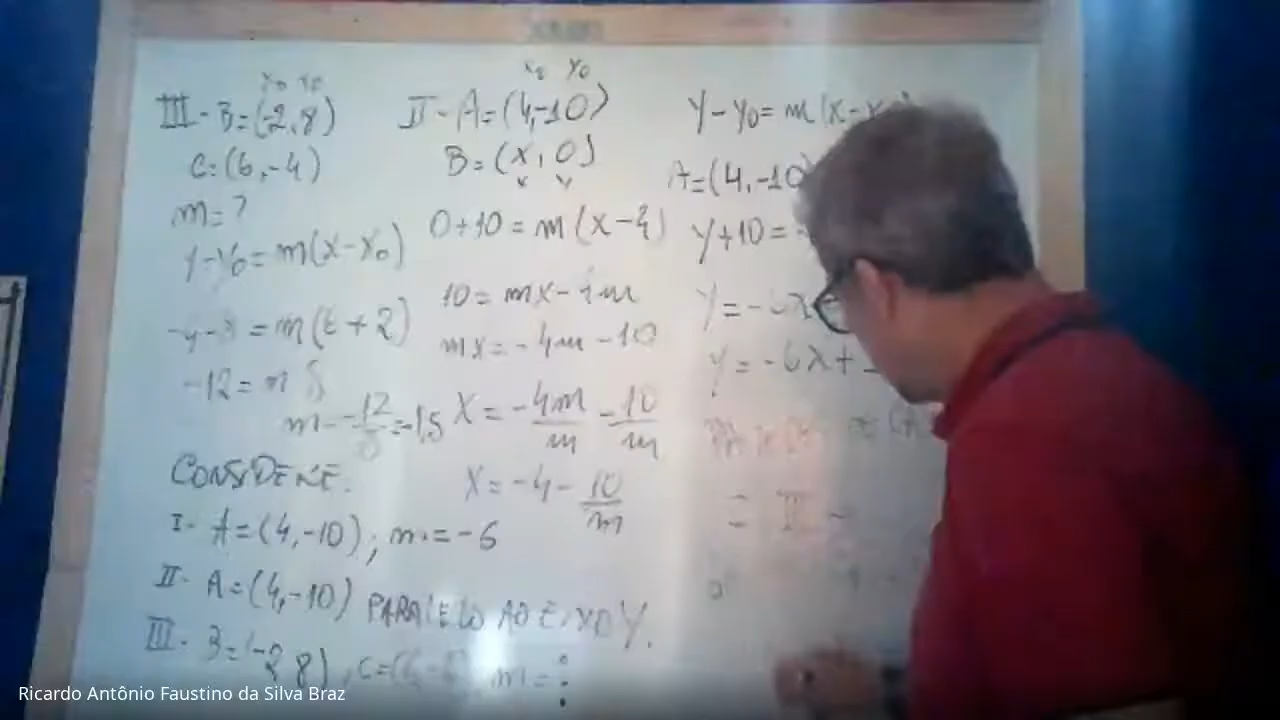 x₀ y₀
III - B=(-2,8)
C=(6,-4)
m=?
y-y₀=m(x-x₀)
= m(6+2)
-12 = m 8
m = -12/8 = -1,5
CONSIDERE.
I- A=(4,-10); m=-6
II- A=(4,-10) PARALELO AO EIXO Y.
III- B=(-2,8), C=(6,-4), m=?
x₀ y₀
II - A=(4,-10)
B=(x,0)
x y
0+10=m(x-4)
10=mx-4m
mx=-4m-10
x=-4m/m-10/m
x=-4-10/m
y-y₀=m(x-x
A=(4,-10)
y+10=-
y=-6x
y=-6x+
Ricardo Antônio Faustino da Silva Braz